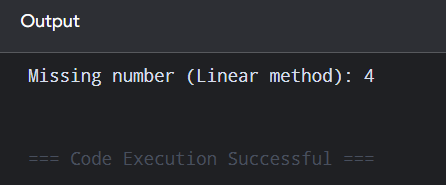 Output
Missing number (Linear method): 4
=== Code Execution Successful ===